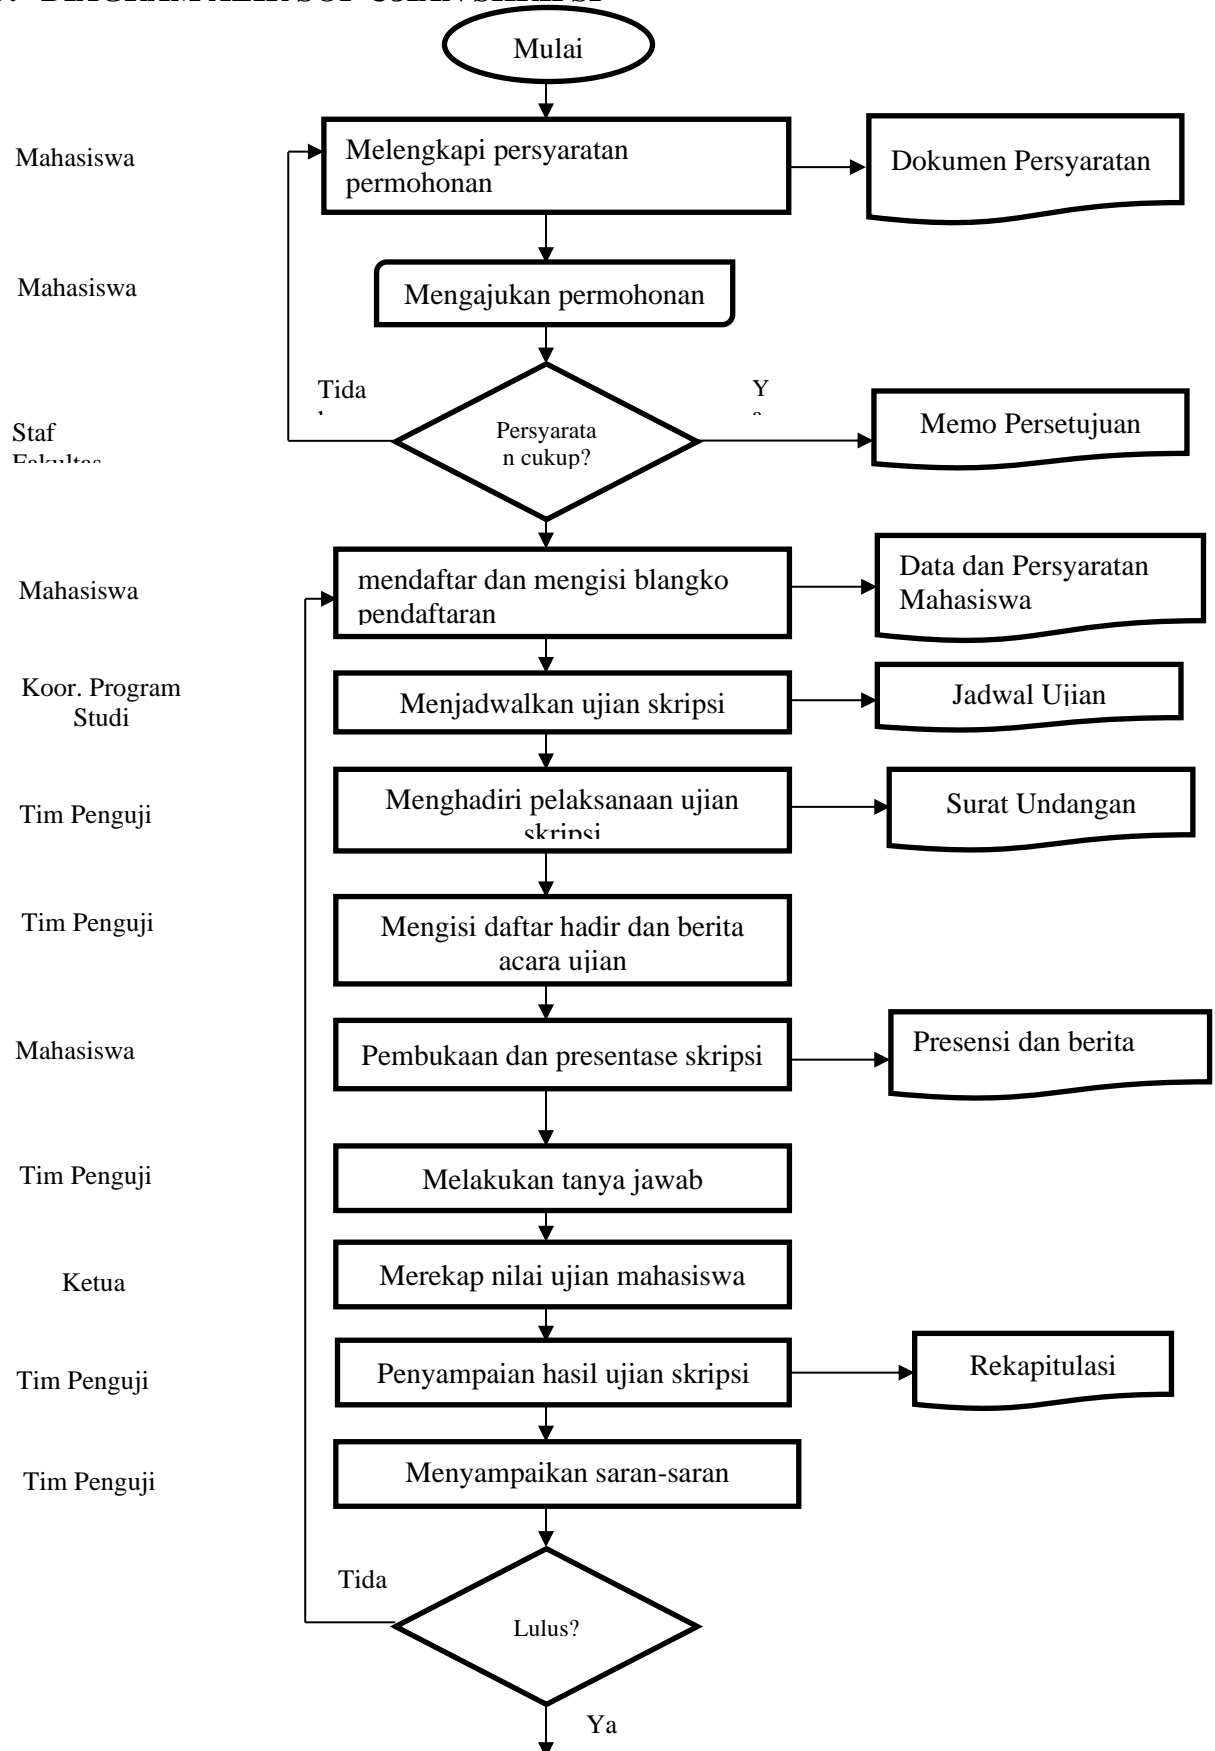 Mulai
Mahasiswa
Melengkapi persyaratan
permohonan
Dokumen Persyaratan
Mahasiswa
Mengajukan permohonan
Tida
Y
Staf
Fakultas
Persyarata
n cukup?
Memo Persetujuan
Mahasiswa
mendaftar dan mengisi blangko
pendaftaran
Data dan Persyaratan
Mahasiswa
Koor. Program
Studi
Menjadwalkan ujian skripsi
Jadwal Ujian
Tim Penguji
Menghadiri pelaksanaan ujian
skripsi
Surat Undangan
Tim Penguji
Mengisi daftar hadir dan berita
acara ujian
Mahasiswa
Pembukaan dan presentase skripsi
Presensi dan berita
Tim Penguji
Melakukan tanya jawab
Ketua
Merekap nilai ujian mahasiswa
Tim Penguji
Penyampaian hasil ujian skripsi
Rekapitulasi
Tim Penguji
Menyampaikan saran-saran
Tida
Lulus?
Ya